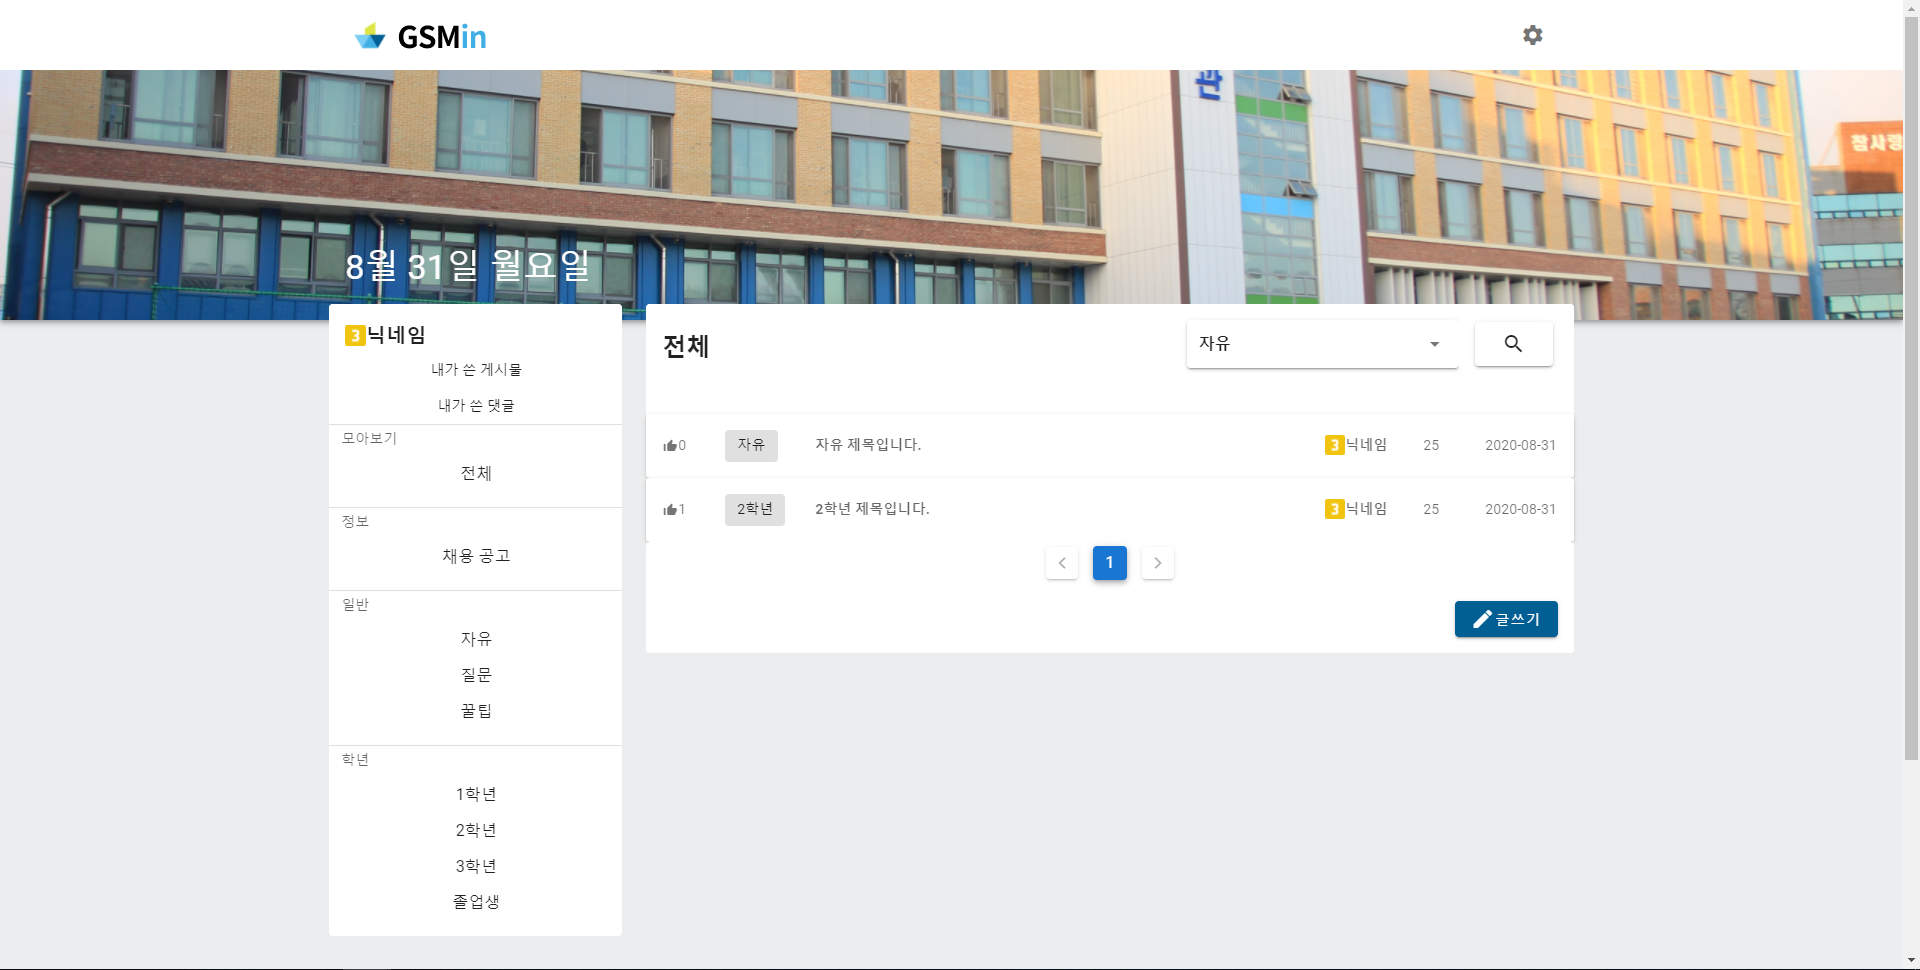 GSMin
관
참사랑
8월 31일 월요일
3 닉네임
내가 쓴 게시물
내가 쓴 댓글
모아보기
전체
정보
채용 공고
일반
자유
질문
꿀팁
학년
1학년
2학년
3학년
졸업생
전체
자유
0 자유 자유 제목입니다. 3 닉네임 25 2020-08-31
1 2학년 2학년 제목입니다. 3 닉네임 25 2020-08-31
1
글쓰기